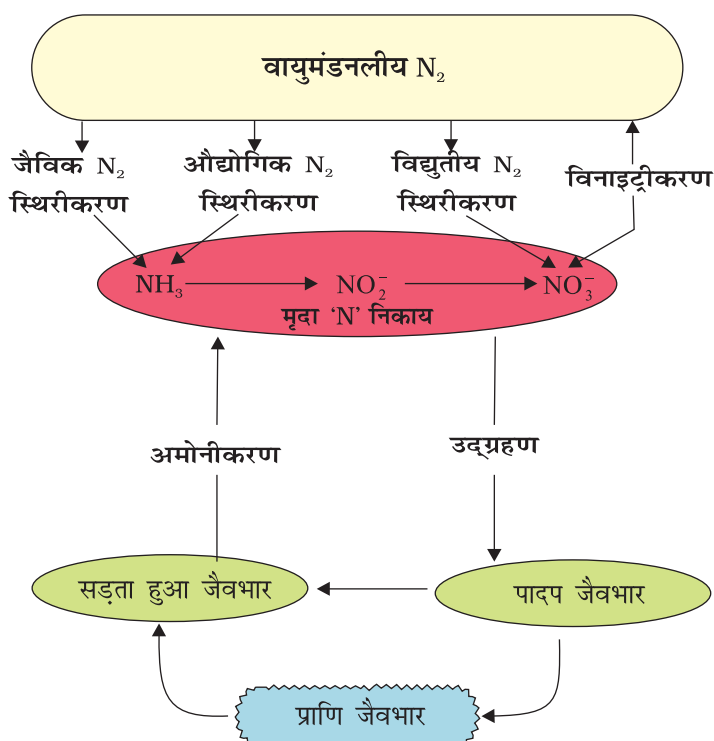 वायुमंडनलीय N₂
जैविक N₂
स्थिरीकरण
औद्योगिक N₂
स्थिरीकरण
विद्युतीय N₂
स्थिरीकरण
विनाइट्रीकरण
NH₃ NO₂⁻ NO₃⁻
मृदा ‘N’ निकाय
अमोनीकरण
उद्ग्रहण
सड़ता हुआ जैवभार
पादप जैवभार
प्राणि जैवभार